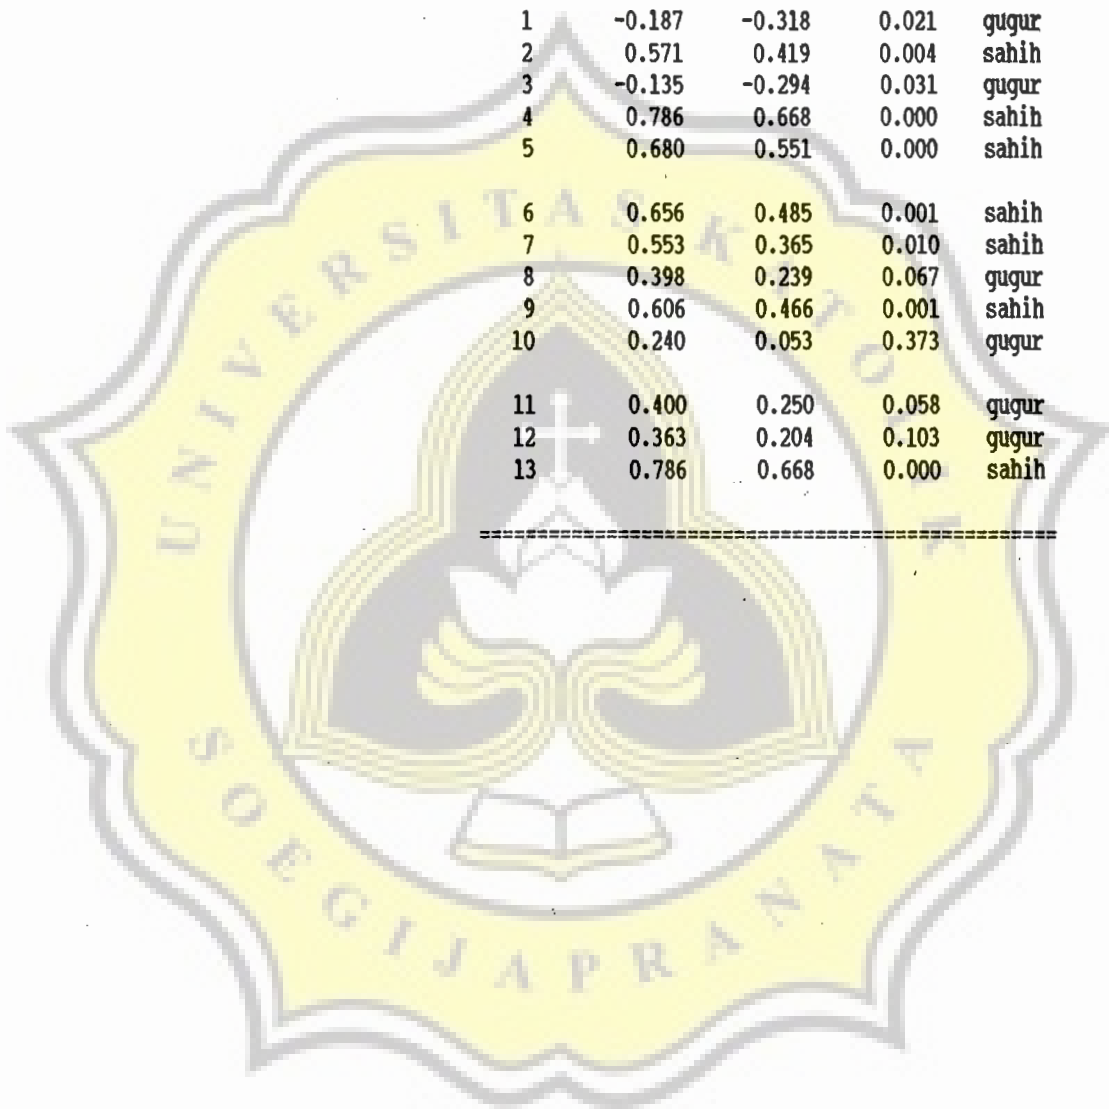 1 -0.187 -0.318 0.021 gugur
2 0.571 0.419 0.004 sahih
3 -0.135 -0.294 0.031 gugur
4 0.786 0.668 0.000 sahih
5 0.680 0.551 0.000 sahih
6 0.656 0.485 0.001 sahih
7 0.553 0.365 0.010 sahih
8 0.398 0.239 0.067 gugur
9 0.606 0.466 0.001 sahih
10 0.240 0.053 0.373 gugur
11 0.400 0.250 0.058 gugur
12 0.363 0.204 0.103 gugur
13 0.786 0.668 0.000 sahih
UNIVERSITAS KATOLIK
SOEGIJAPRANATA